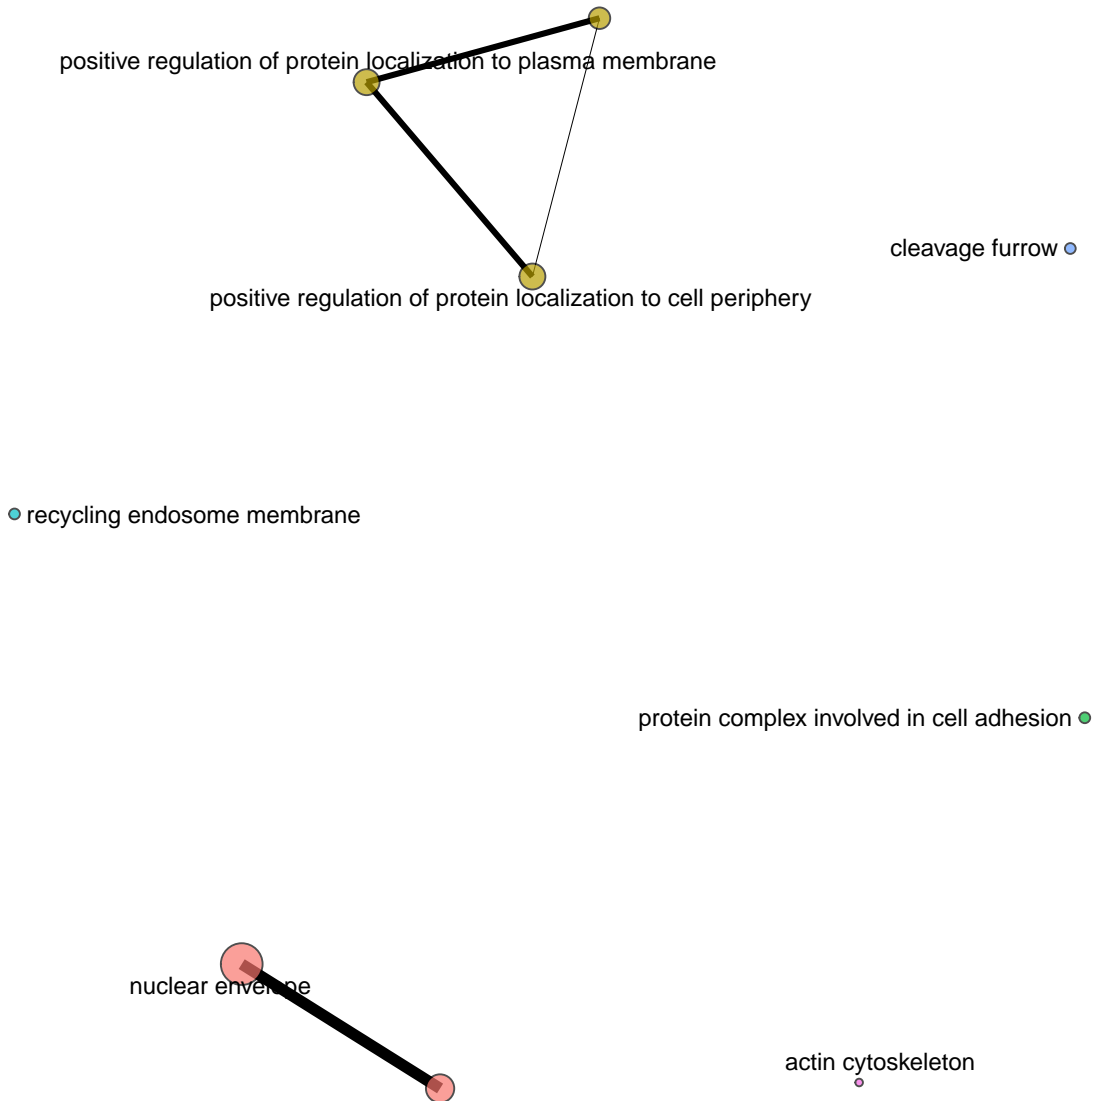 positive regulation of protein localization to plasma membrane
cleavage furrow
positive regulation of protein localization to cell periphery
recycling endosome membrane
protein complex involved in cell adhesion
nuclear envelope
actin cytoskeleton